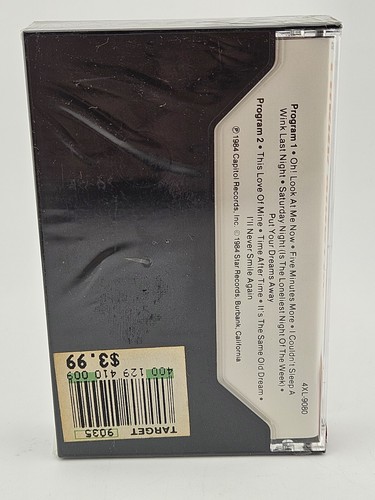 4XL-9080
Program 1 • Oh! Look At Me Now • Five Minutes More • I Couldn't Sleep A
Wink Last Night • Saturday Night (Is The Loneliest Night Of The Week) •
Put Your Dreams Away
Program 2 • This Love Of Mine • Time After Time • It's The Same Old Dream •
I'll Never Smile Again
℗ 1984 Capitol Records, Inc. © 1984 Star Records, Burbank, California
TARGET
9035
400 129 410 009
$3.99